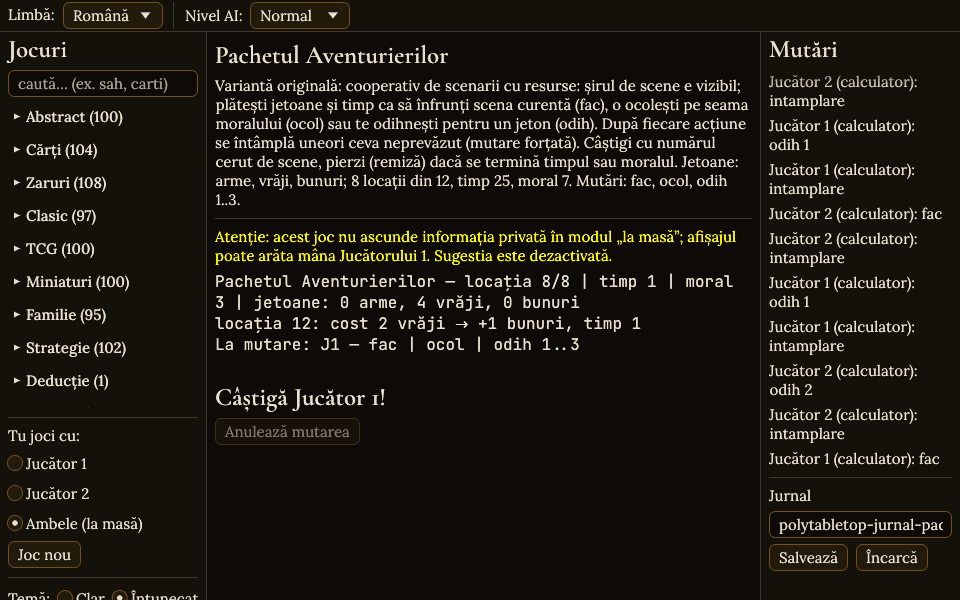 Limbă: Română ▼ Nivel AI: Normal ▼
Jocuri
caută... (ex. sah, carti)
▸ Abstract (100)
▸ Cărți (104)
▸ Zaruri (108)
▸ Clasic (97)
▸ TCG (100)
▸ Miniaturi (100)
▸ Familie (95)
▸ Strategie (102)
▸ Deducție (1)
Tu joci cu:
Jucător 1
Jucător 2
Ambele (la masă)
Joc nou
Temă: Clar Întunecat
Pachetul Aventurierilor
Variantă originală: cooperativ de scenarii cu resurse: șirul de scene e vizibil;
plătești jetoane și timp ca să înfrunți scena curentă (fac), o ocolești pe seama
moralului (ocol) sau te odihnești pentru un jeton (odih). După fiecare acțiune
se întâmplă uneori ceva neprevăzut (mutare forțată). Câștigi cu numărul
cerut de scene, pierzi (remiză) dacă se termină timpul sau moralul. Jetoane:
arme, vrăji, bunuri; 8 locații din 12, timp 25, moral 7. Mutări: fac, ocol, odih
1..3.
Atenție: acest joc nu ascunde informația privată în modul „la masă”; afișajul
poate arăta mâna Jucătorului 1. Sugestia este dezactivată.
Pachetul Aventurierilor — locația 8/8 | timp 1 | moral
3 | jetoane: 0 arme, 4 vrăji, 0 bunuri
locația 12: cost 2 vrăji → +1 bunuri, timp 1
La mutare: J1 — fac | ocol | odih 1..3
Câștigă Jucător 1!
Anulează mutarea
Mutări
Jucător 2 (calculator):
intamplare
Jucător 1 (calculator):
odih 1
Jucător 1 (calculator):
intamplare
Jucător 2 (calculator): fac
Jucător 2 (calculator):
intamplare
Jucător 1 (calculator):
odih 1
Jucător 1 (calculator):
intamplare
Jucător 2 (calculator):
odih 2
Jucător 2 (calculator):
intamplare
Jucător 1 (calculator): fac
Jurnal
polytabletop-jurnal-pac
Salvează Încarcă